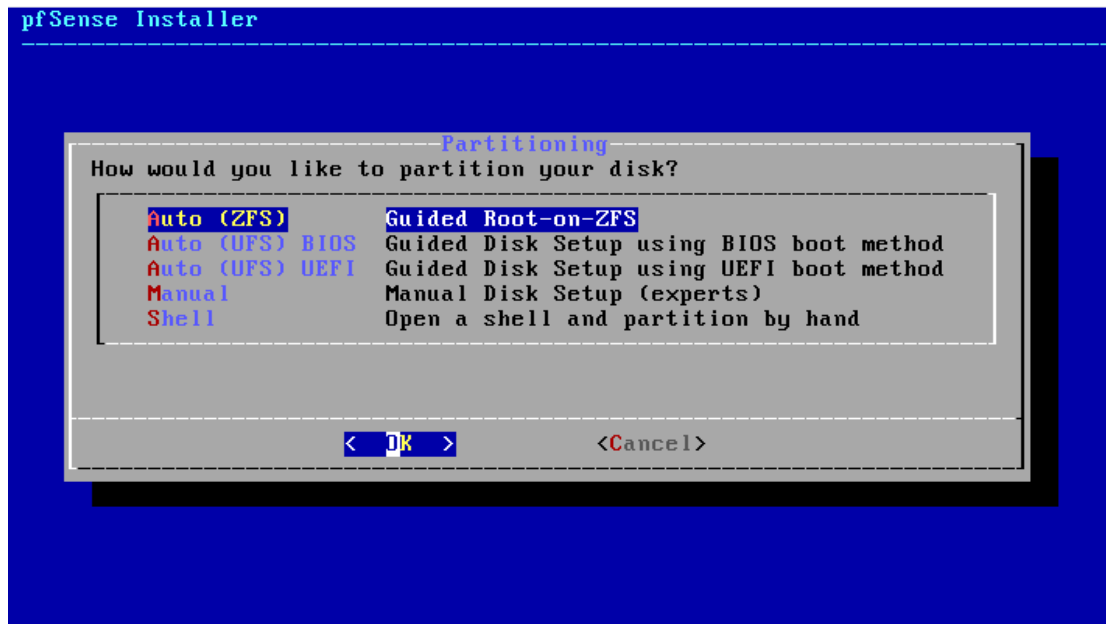 pfSense Installer
Partitioning
How would you like to partition your disk?
Auto (ZFS) Guided Root-on-ZFS
Auto (UFS) BIOS Guided Disk Setup using BIOS boot method
Auto (UFS) UEFI Guided Disk Setup using UEFI boot method
Manual Manual Disk Setup (experts)
Shell Open a shell and partition by hand
< OK > <Cancel>